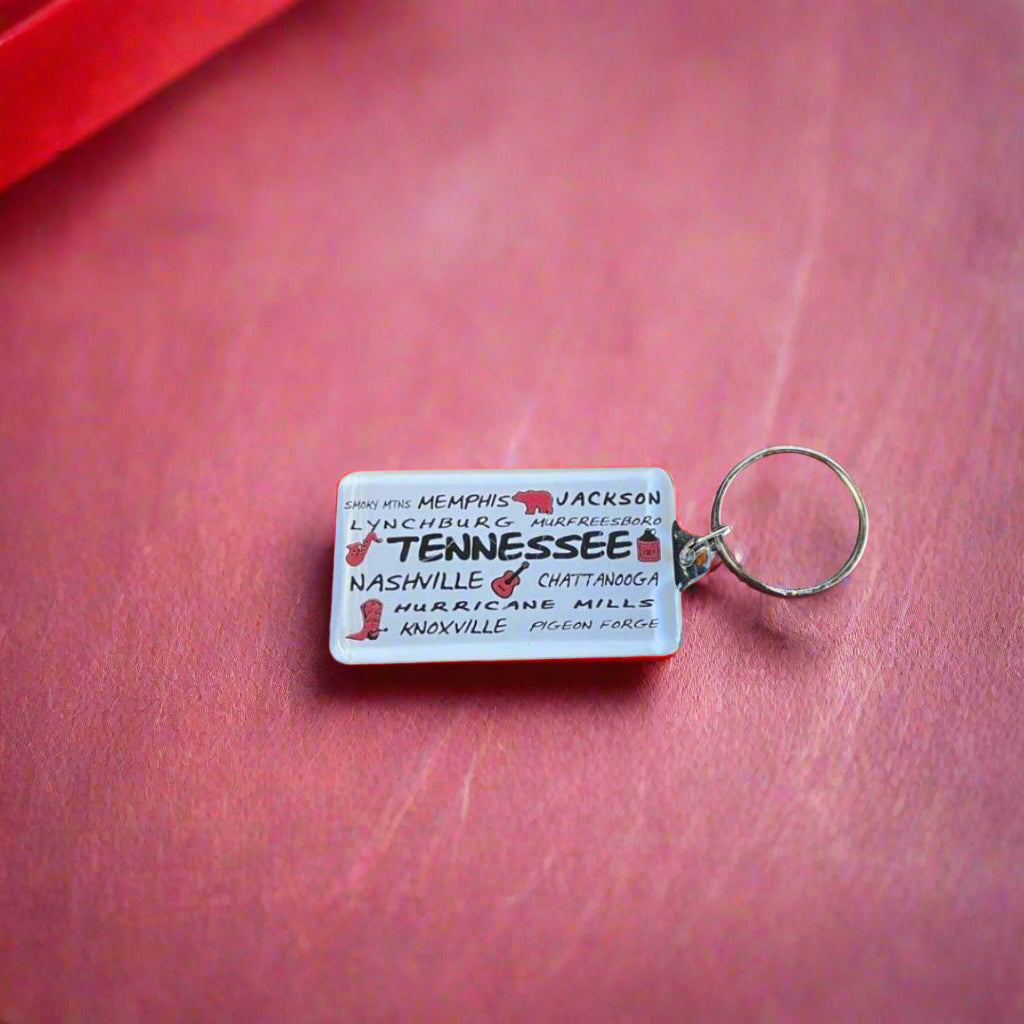 SMOKY MTNS MEMPHIS JACKSON
LYNCHBURG MURFREESBORO
TENNESSEE
NASHVILLE CHATTANOOGA
HURRICANE MILLS
KNOXVILLE PIGEON FORGE